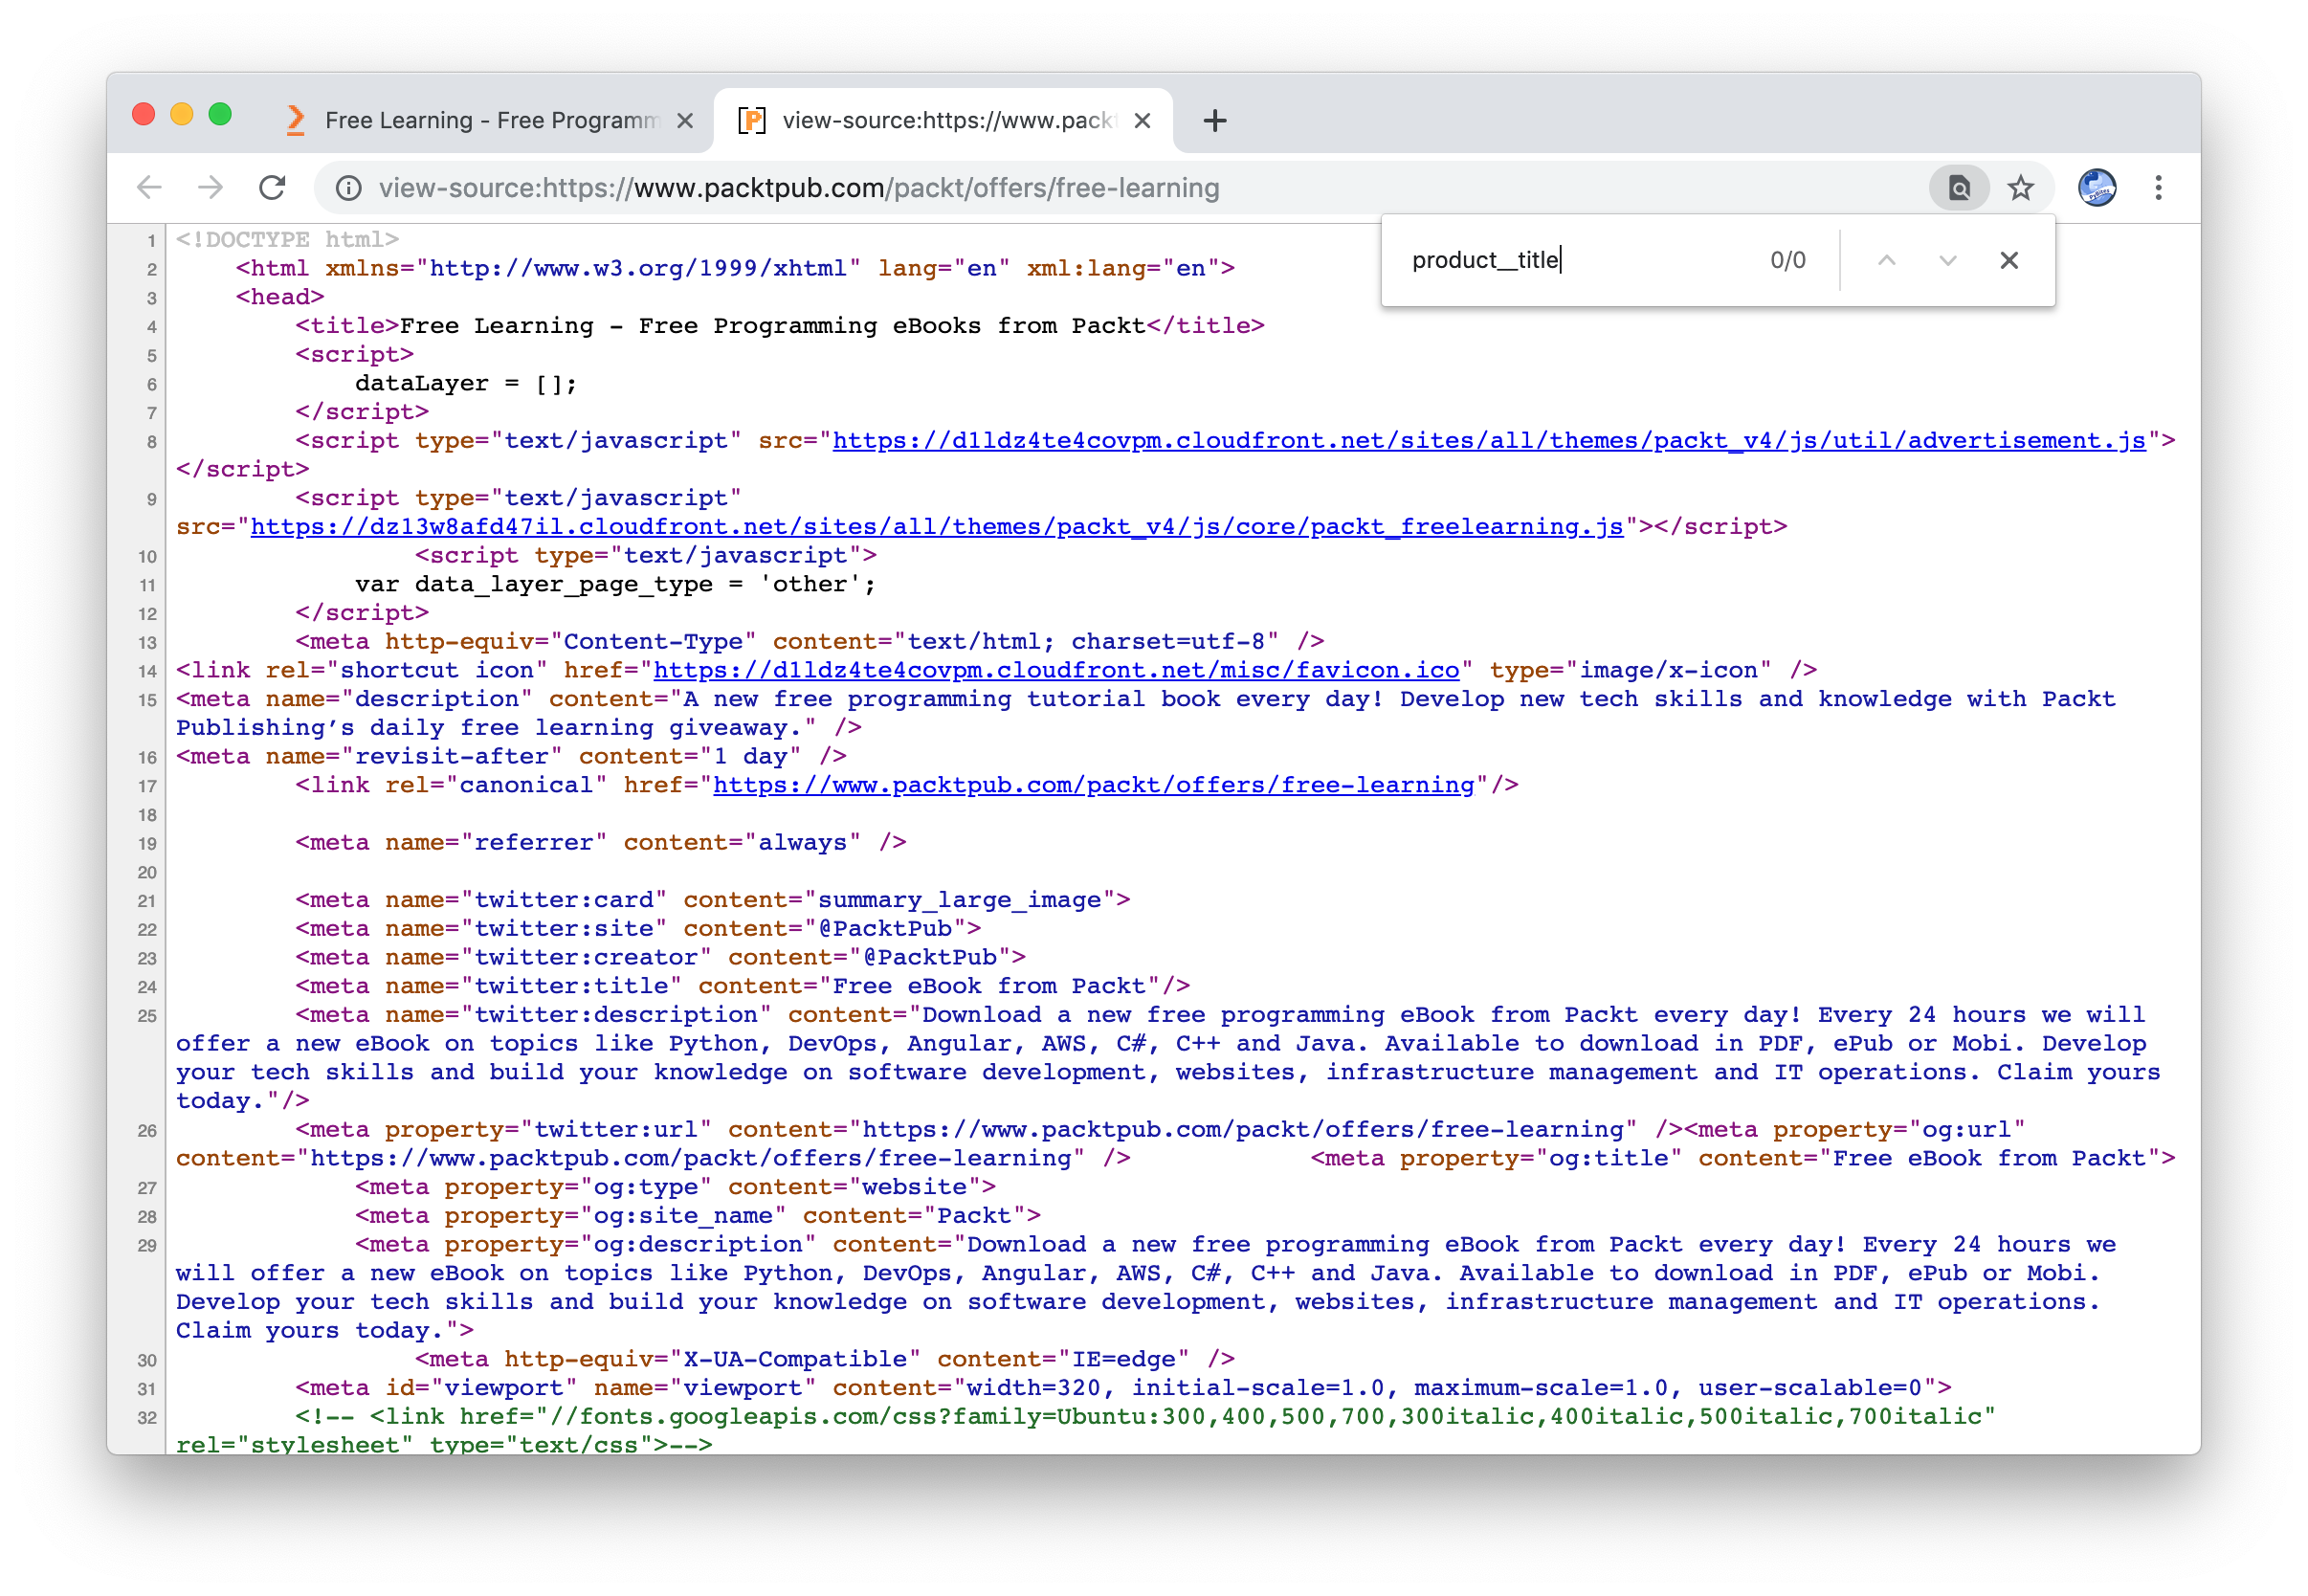 Free Learning - Free Programm
view-source:https://www.packt
view-source:https://www.packtpub.com/packt/offers/free-learning
product__title 0/0
1 <!DOCTYPE html>
2 <html xmlns="http://www.w3.org/1999/xhtml" lang="en" xml:lang="en">
3 <head>
4 <title>Free Learning - Free Programming eBooks from Packt</title>
5 <script>
6 dataLayer = [];
7 </script>
8 <script type="text/javascript" src="https://d1ldz4te4covpm.cloudfront.net/sites/all/themes/packt_v4/js/util/advertisement.js">
</script>
9 <script type="text/javascript"
src="https://dz13w8afd47il.cloudfront.net/sites/all/themes/packt_v4/js/core/packt_freelearning.js"></script>
10 <script type="text/javascript">
11 var data_layer_page_type = 'other';
12 </script>
13 <meta http-equiv="Content-Type" content="text/html; charset=utf-8" />
14 <link rel="shortcut icon" href="https://d1ldz4te4covpm.cloudfront.net/misc/favicon.ico" type="image/x-icon" />
15 <meta name="description" content="A new free programming tutorial book every day! Develop new tech skills and knowledge with Packt
Publishing’s daily free learning giveaway." />
16 <meta name="revisit-after" content="1 day" />
17 <link rel="canonical" href="https://www.packtpub.com/packt/offers/free-learning"/>
18
19 <meta name="referrer" content="always" />
20
21 <meta name="twitter:card" content="summary_large_image">
22 <meta name="twitter:site" content="@PacktPub">
23 <meta name="twitter:creator" content="@PacktPub">
24 <meta name="twitter:title" content="Free eBook from Packt"/>
25 <meta name="twitter:description" content="Download a new free programming eBook from Packt every day! Every 24 hours we will
offer a new eBook on topics like Python, DevOps, Angular, AWS, C#, C++ and Java. Available to download in PDF, ePub or Mobi. Develop
your tech skills and build your knowledge on software development, websites, infrastructure management and IT operations. Claim yours
today."/>
26 <meta property="twitter:url" content="https://www.packtpub.com/packt/offers/free-learning" /><meta property="og:url"
content="https://www.packtpub.com/packt/offers/free-learning" /> <meta property="og:title" content="Free eBook from Packt">
27 <meta property="og:type" content="website">
28 <meta property="og:site_name" content="Packt">
29 <meta property="og:description" content="Download a new free programming eBook from Packt every day! Every 24 hours we
will offer a new eBook on topics like Python, DevOps, Angular, AWS, C#, C++ and Java. Available to download in PDF, ePub or Mobi.
Develop your tech skills and build your knowledge on software development, websites, infrastructure management and IT operations.
Claim yours today.">
30 <meta http-equiv="X-UA-Compatible" content="IE=edge" />
31 <meta id="viewport" name="viewport" content="width=320, initial-scale=1.0, maximum-scale=1.0, user-scalable=0">
32 <!-- <link href="//fonts.googleapis.com/css?family=Ubuntu:300,400,500,700,300italic,400italic,500italic,700italic"
rel="stylesheet" type="text/css">-->